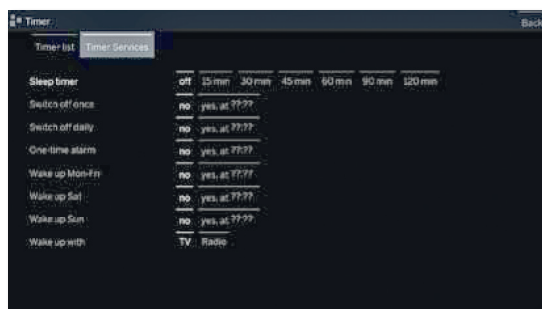 Timer
Back
Timer list Timer Services
Sleep timer off 15 min 30 min 45 min 60 min 90 min 120 min
Switch off once no yes, at ??:??
Switch off daily no yes, at ??:??
One-time alarm no yes, at ??:??
Wake up Mon-Fri no yes, at ??:??
Wake up Sat no yes, at ??:??
Wake up Sun no yes, at ??:??
Wake up with TV Radio